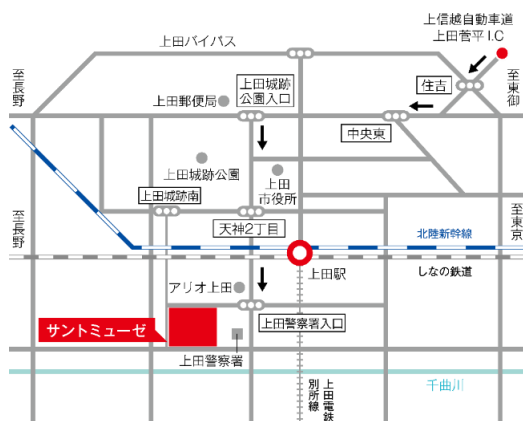 上信越自動車道
上田菅平 I.C
上田バイパス
至長野
住吉
至東御
上田城跡
公園入口
上田郵便局
中央東
上田城跡公園
上田
市役所
上田城跡南
天神2丁目
至長野
北陸新幹線
至東京
上田駅
しなの鉄道
アリオ上田
サントミューゼ
上田警察署入口
上田警察署
上田電鉄
別所線
千曲川